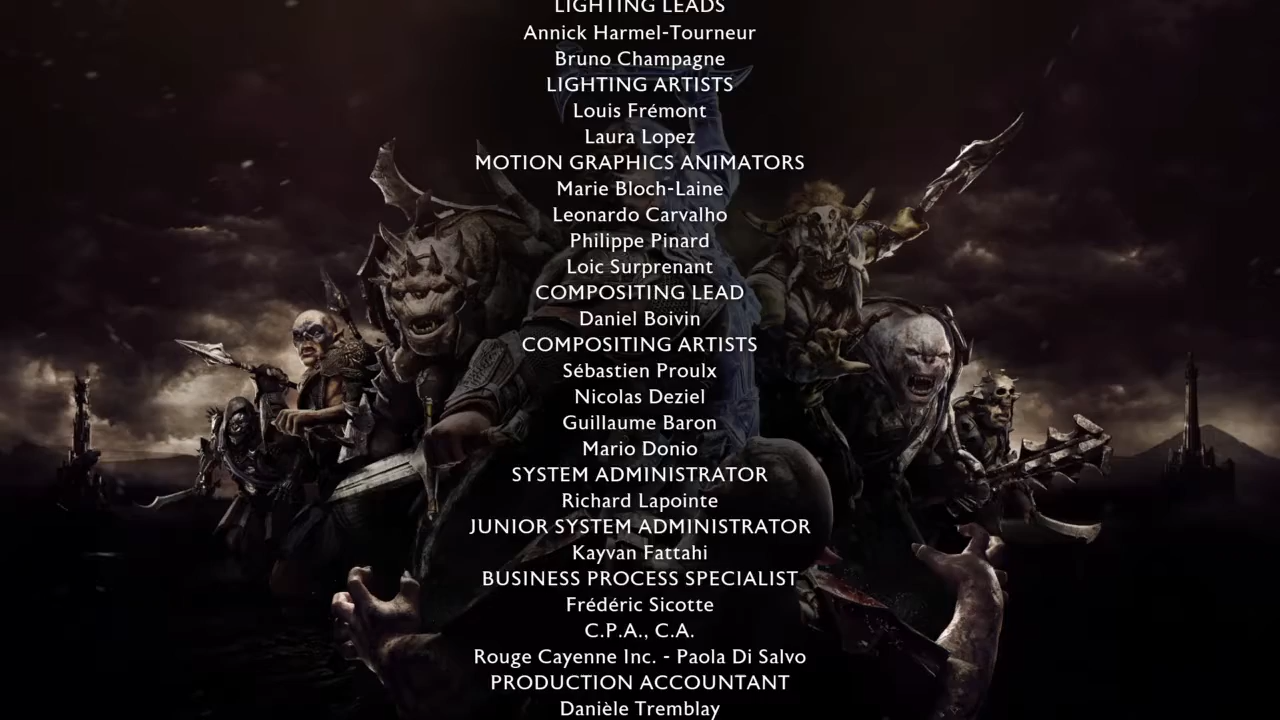 LIGHTING LEADS
Annick Harmel-Tourneur
Bruno Champagne
LIGHTING ARTISTS
Louis Frémont
Laura Lopez
MOTION GRAPHICS ANIMATORS
Marie Bloch-Laine
Leonardo Carvalho
Philippe Pinard
Loic Surprenant
COMPOSITING LEAD
Daniel Boivin
COMPOSITING ARTISTS
Sébastien Proulx
Nicolas Deziel
Guillaume Baron
Mario Donio
SYSTEM ADMINISTRATOR
Richard Lapointe
JUNIOR SYSTEM ADMINISTRATOR
Kayvan Fattahi
BUSINESS PROCESS SPECIALIST
Frédéric Sicotte
C.P.A., C.A.
Rouge Cayenne Inc. - Paola Di Salvo
PRODUCTION ACCOUNTANT
Danièle Tremblay